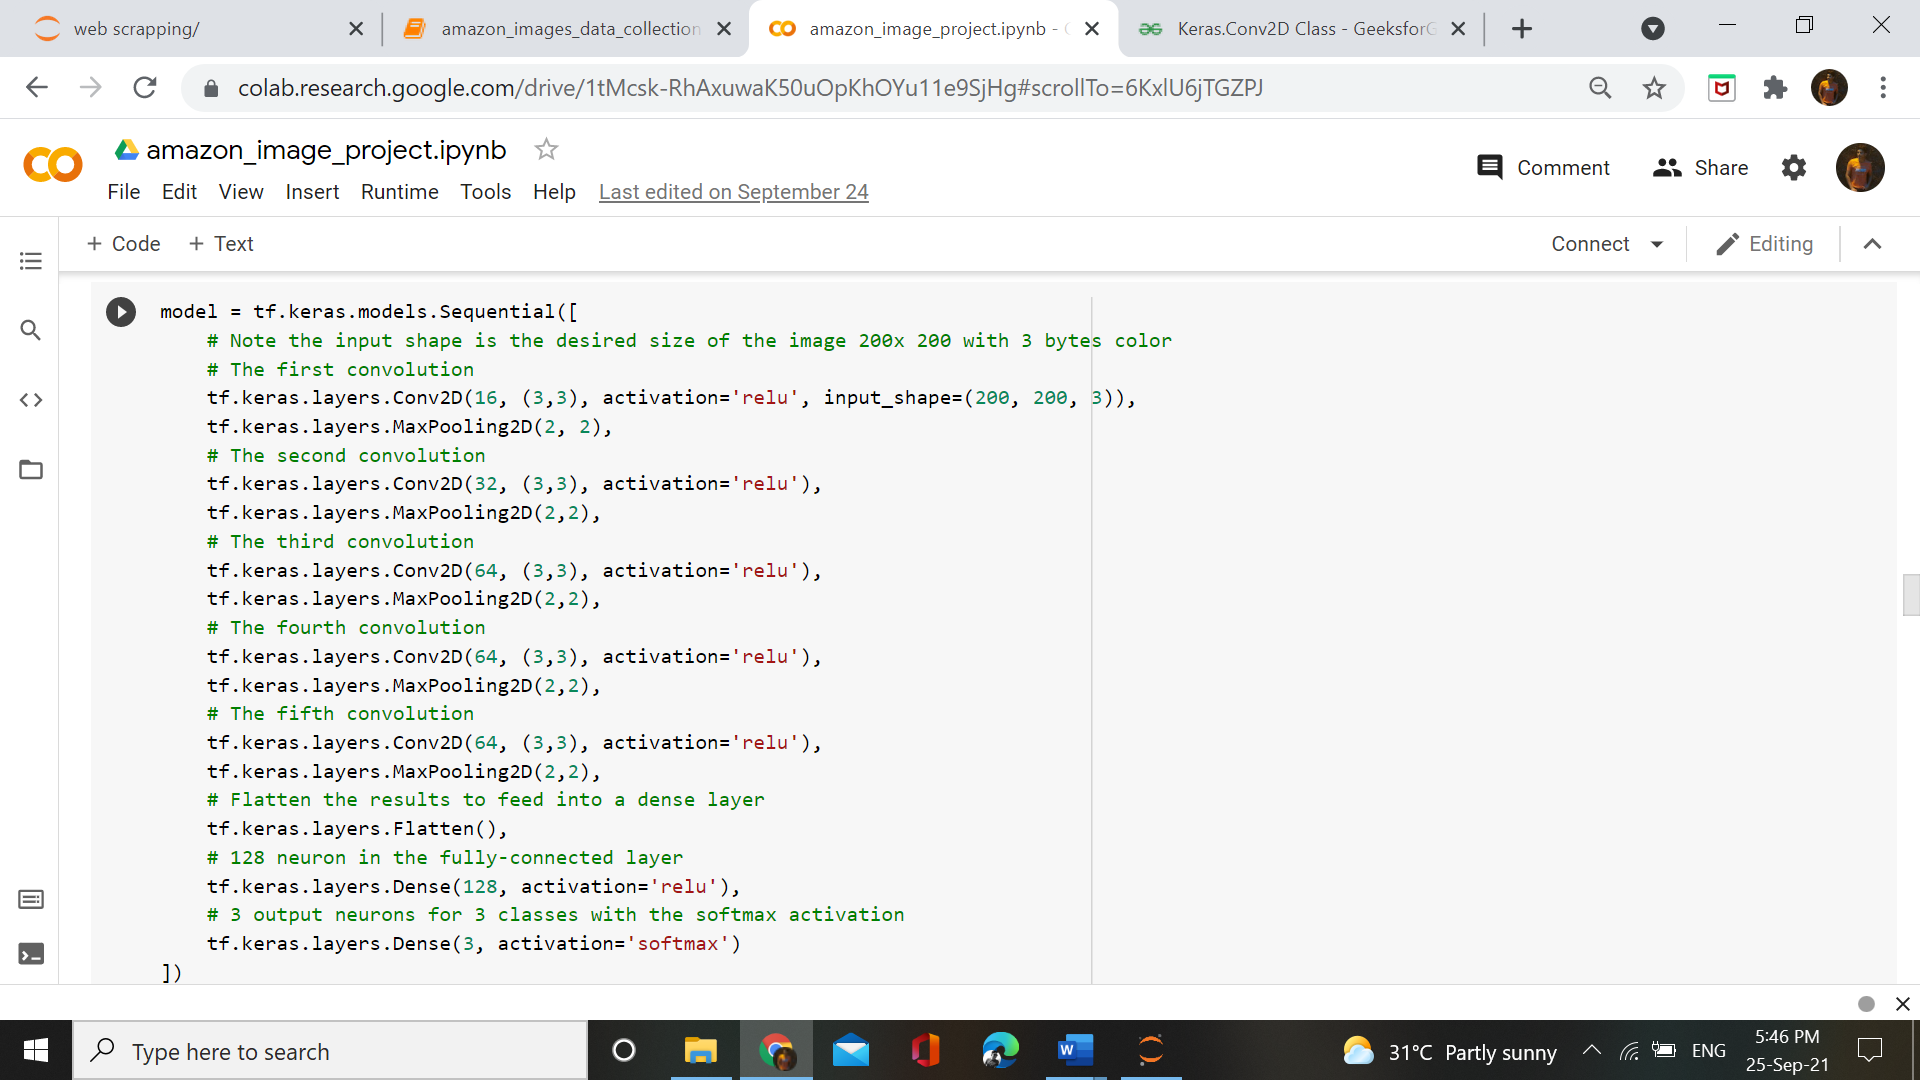 web scrapping/
amazon_images_data_collection
amazon_image_project.ipynb -
Keras.Conv2D Class - GeeksforG
colab.research.google.com/drive/1tMcsk-RhAxuwaK50uOpKhOYu11e9SjHg#scrollTo=6KxlU6jTGZPJ
amazon_image_project.ipynb
Comment
Share
File Edit View Insert Runtime Tools Help Last edited on September 24
+ Code + Text
Connect
Editing
model = tf.keras.models.Sequential([
# Note the input shape is the desired size of the image 200x 200 with 3 bytes color
# The first convolution
tf.keras.layers.Conv2D(16, (3,3), activation='relu', input_shape=(200, 200, 3)),
tf.keras.layers.MaxPooling2D(2, 2),
# The second convolution
tf.keras.layers.Conv2D(32, (3,3), activation='relu'),
tf.keras.layers.MaxPooling2D(2,2),
# The third convolution
tf.keras.layers.Conv2D(64, (3,3), activation='relu'),
tf.keras.layers.MaxPooling2D(2,2),
# The fourth convolution
tf.keras.layers.Conv2D(64, (3,3), activation='relu'),
tf.keras.layers.MaxPooling2D(2,2),
# The fifth convolution
tf.keras.layers.Conv2D(64, (3,3), activation='relu'),
tf.keras.layers.MaxPooling2D(2,2),
# Flatten the results to feed into a dense layer
tf.keras.layers.Flatten(),
# 128 neuron in the fully-connected layer
tf.keras.layers.Dense(128, activation='relu'),
# 3 output neurons for 3 classes with the softmax activation
tf.keras.layers.Dense(3, activation='softmax')
])
Type here to search
31°C Partly sunny
ENG
5:46 PM
25-Sep-21